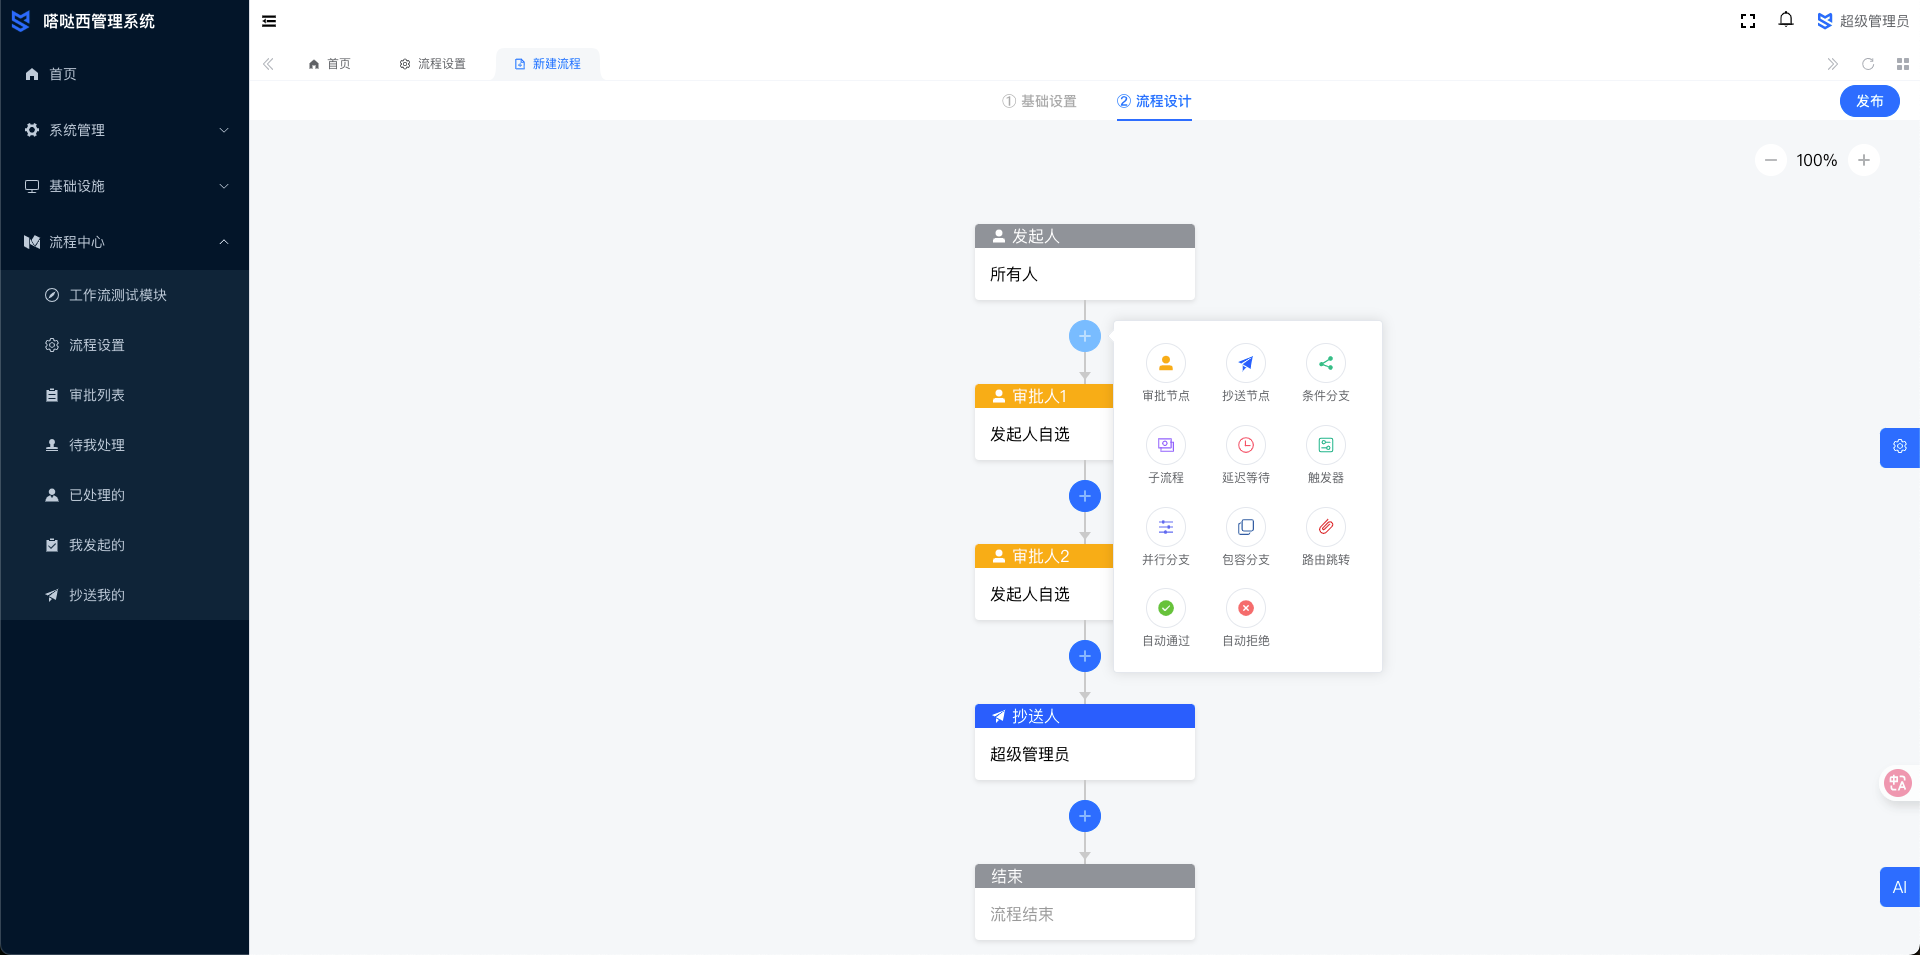 嗒哒西管理系统
超级管理员
首页
系统管理
基础设施
流程中心
工作流测试模块
流程设置
审批列表
待我处理
已处理的
我发起的
抄送我的
首页
流程设置
新建流程
① 基础设置
② 流程设计
发布
100%
发起人
所有人
审批人1
发起人自选
审批人2
发起人自选
抄送人
超级管理员
结束
流程结束
审批节点
抄送节点
条件分支
子流程
延迟等待
触发器
并行分支
包容分支
路由跳转
自动通过
自动拒绝
中A
AI